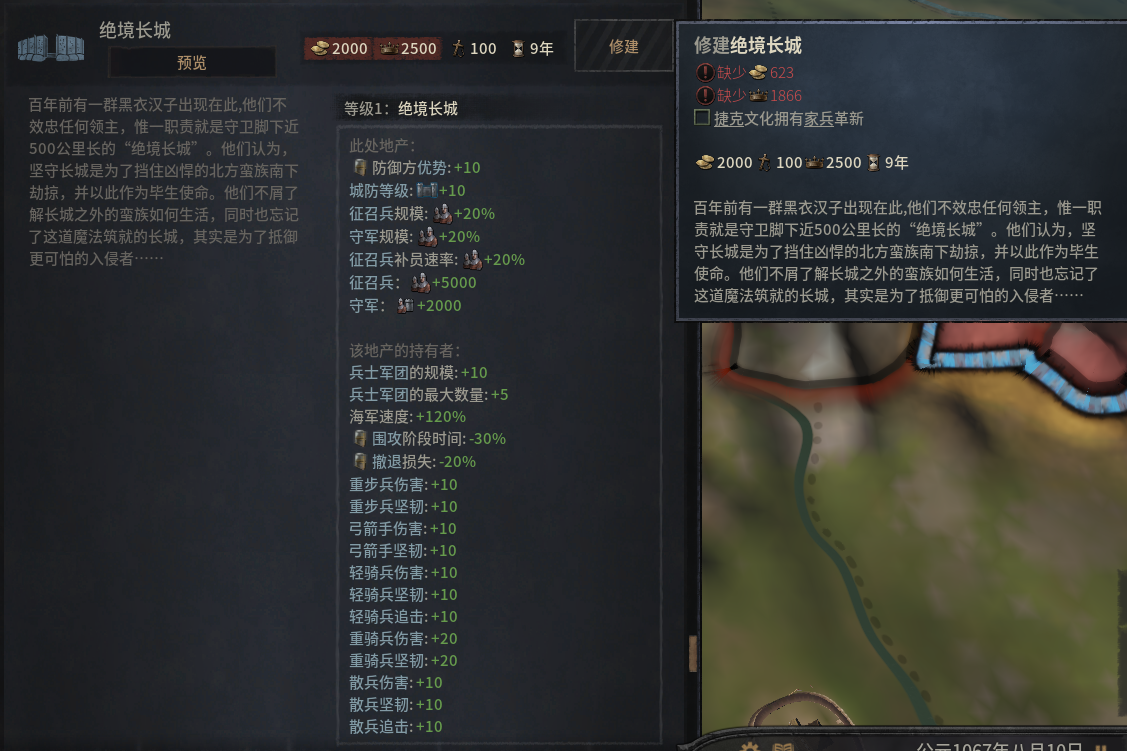 绝境长城
预览
2000 2500 100 9年
修建
百年前有一群黑衣汉子出现在此,他们不
效忠任何领主，惟一职责就是守卫脚下近
500公里长的“绝境长城”。他们认为，
坚守长城是为了挡住凶悍的北方蛮族南下
劫掠，并以此作为毕生使命。他们不屑了
解长城之外的蛮族如何生活，同时也忘记
了这道魔法筑就的长城，其实是为了抵御
更可怕的入侵者……
等级1：绝境长城
此处地产：
防御方优势:+10
城防等级:+10
征召兵规模:+20%
守军规模:+20%
征召兵补员速率:+20%
征召兵：+5000
守军：+2000
该地产的持有者：
兵士军团的规模:+10
兵士军团的最大数量:+5
海军速度:+120%
围攻阶段时间:-30%
撤退损失:-20%
重步兵伤害:+10
重步兵坚韧:+10
弓箭手伤害:+10
弓箭手坚韧:+10
轻骑兵伤害:+10
轻骑兵坚韧:+10
轻骑兵追击:+10
重骑兵伤害:+20
重骑兵坚韧:+20
散兵伤害:+10
散兵坚韧:+10
散兵追击:+10
修建绝境长城
缺少623
缺少1866
捷克文化拥有家兵革新
2000 100 2500 9年
百年前有一群黑衣汉子出现在此,他们不效忠任何领主，惟一职
责就是守卫脚下近500公里长的“绝境长城”。他们认为，坚
守长城是为了挡住凶悍的北方蛮族南下劫掠，并以此作为毕生
使命。他们不屑了解长城之外的蛮族如何生活，同时也忘记了
这道魔法筑就的长城，其实是为了抵御更可怕的入侵者……
公元1067年八月10日